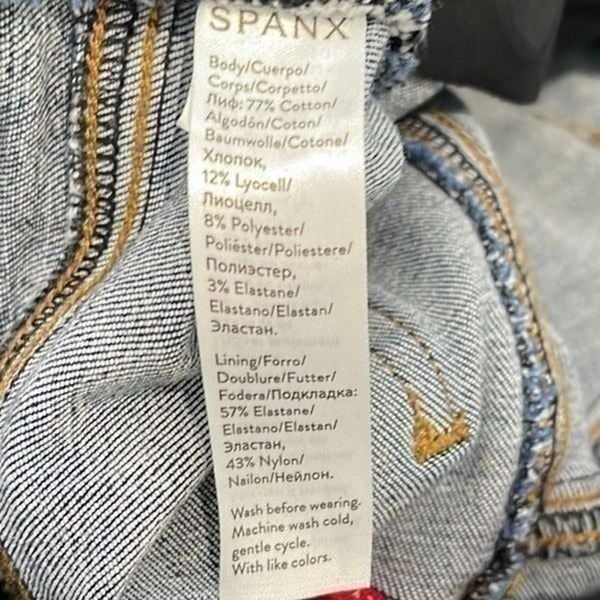 SPANX
Body/Cuerpo/
Corps/Corpetto/
Лиф: 77% Cotton/
Algodón/Coton/
Baumwolle/Cotone/
Хлопок,
12% Lyocell/
Лиоцелл,
8% Polyester/
Poliéster/Poliestere/
Полиэстер,
3% Elastane/
Elastano/Elastan/
Эластан.
Lining/Forro/
Doublure/Futter/
Fodera/Подкладка:
57% Elastane/
Elastano/Elastan/
Эластан,
43% Nylon/
Nailon/Нейлон.
Wash before wearing.
Machine wash cold,
gentle cycle.
With like colors.